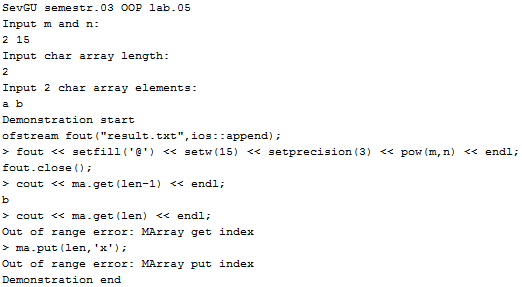 SevGU semestr.03 OOP lab.05
Input m and n:
2 15
Input char array length:
2
Input 2 char array elements:
a b
Demonstration start
ofstream fout("result.txt",ios::append);
> fout << setfill('@') << setw(15) << setprecision(3) << pow(m,n) << endl;
fout.close();
> cout << ma.get(len-1) << endl;
b
> cout << ma.get(len) << endl;
Out of range error: MArray get index
> ma.put(len,'x');
Out of range error: MArray put index
Demonstration end